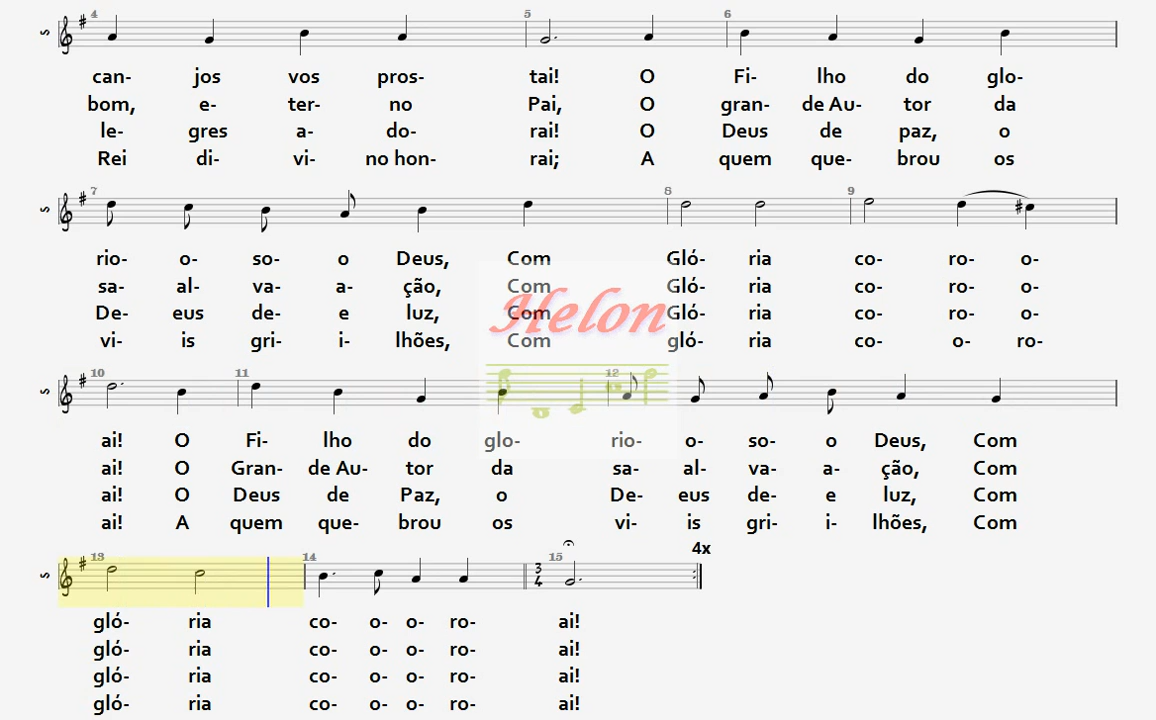 4 5 6
S
can- jos vos pros- tai! O Fi- lho do glo-
bom, e- ter- no Pai, O gran- de Au- tor da
le- gres a- do- rai! O Deus de paz, o
Rei di- vi- no hon- rai; A quem que- brou os
7 8 9
S
rio- o- so- o Deus, Com Gló- ria co- ro- o-
sa- al- va- a- ção, Com Gló- ria co- ro- o-
De- eus de- e luz, Com Gló- ria co- ro- o-
vi- is gri- i- lhões, Com gló- ria co- o- ro-
Helon
10 11 12
S
ai! O Fi- lho do glo- rio- o- so- o Deus, Com
ai! O Gran- de Au- tor da sa- al- va- a- ção, Com
ai! O Deus de Paz, o De- eus de- e luz, Com
ai! A quem que- brou os vi- is gri- i- lhões, Com
13 14 15 4x
S 3 4
gló- ria co- o- o- ro- ai!
gló- ria co- o- o- ro- ai!
gló- ria co- o- o- ro- ai!
gló- ria co- o- o- ro- ai!